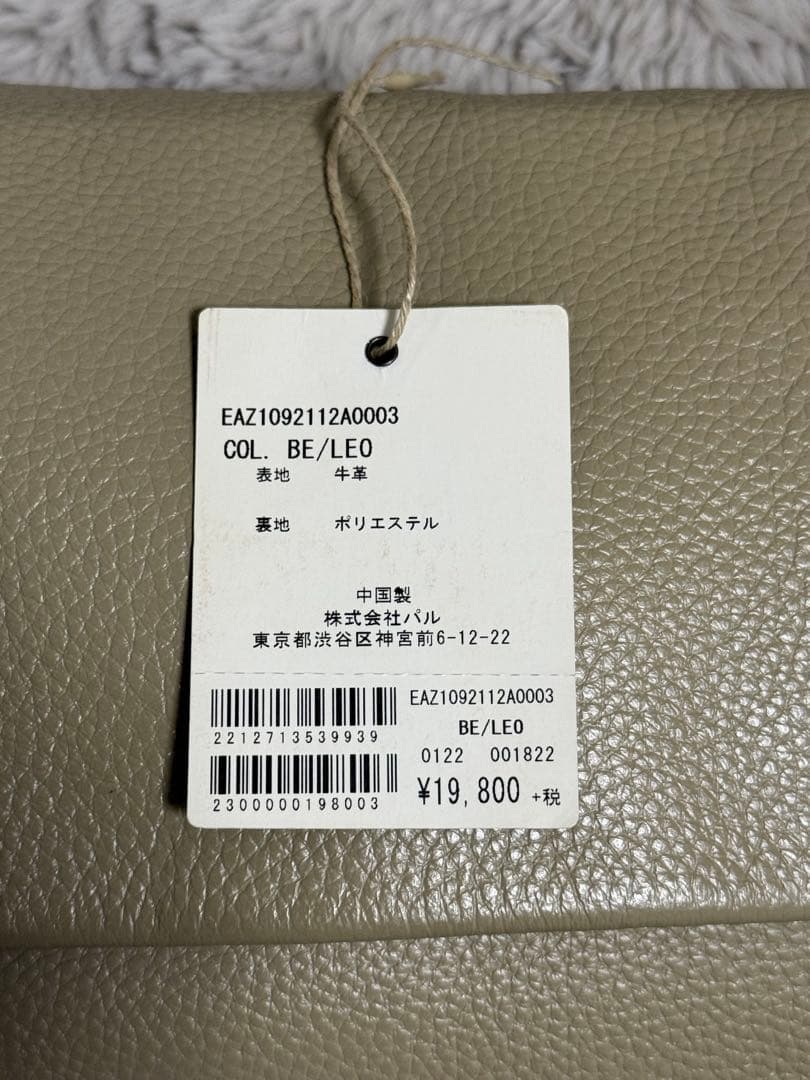 EAZ1092112A0003
COL. BE/LEO
表地 牛革
裏地 ポリエステル
中国製
株式会社パル
東京都渋谷区神宮前6-12-22
2212713539939
2300000198003
EAZ1092112A0003
BE/LEO
0122 001822
¥19,800 +税